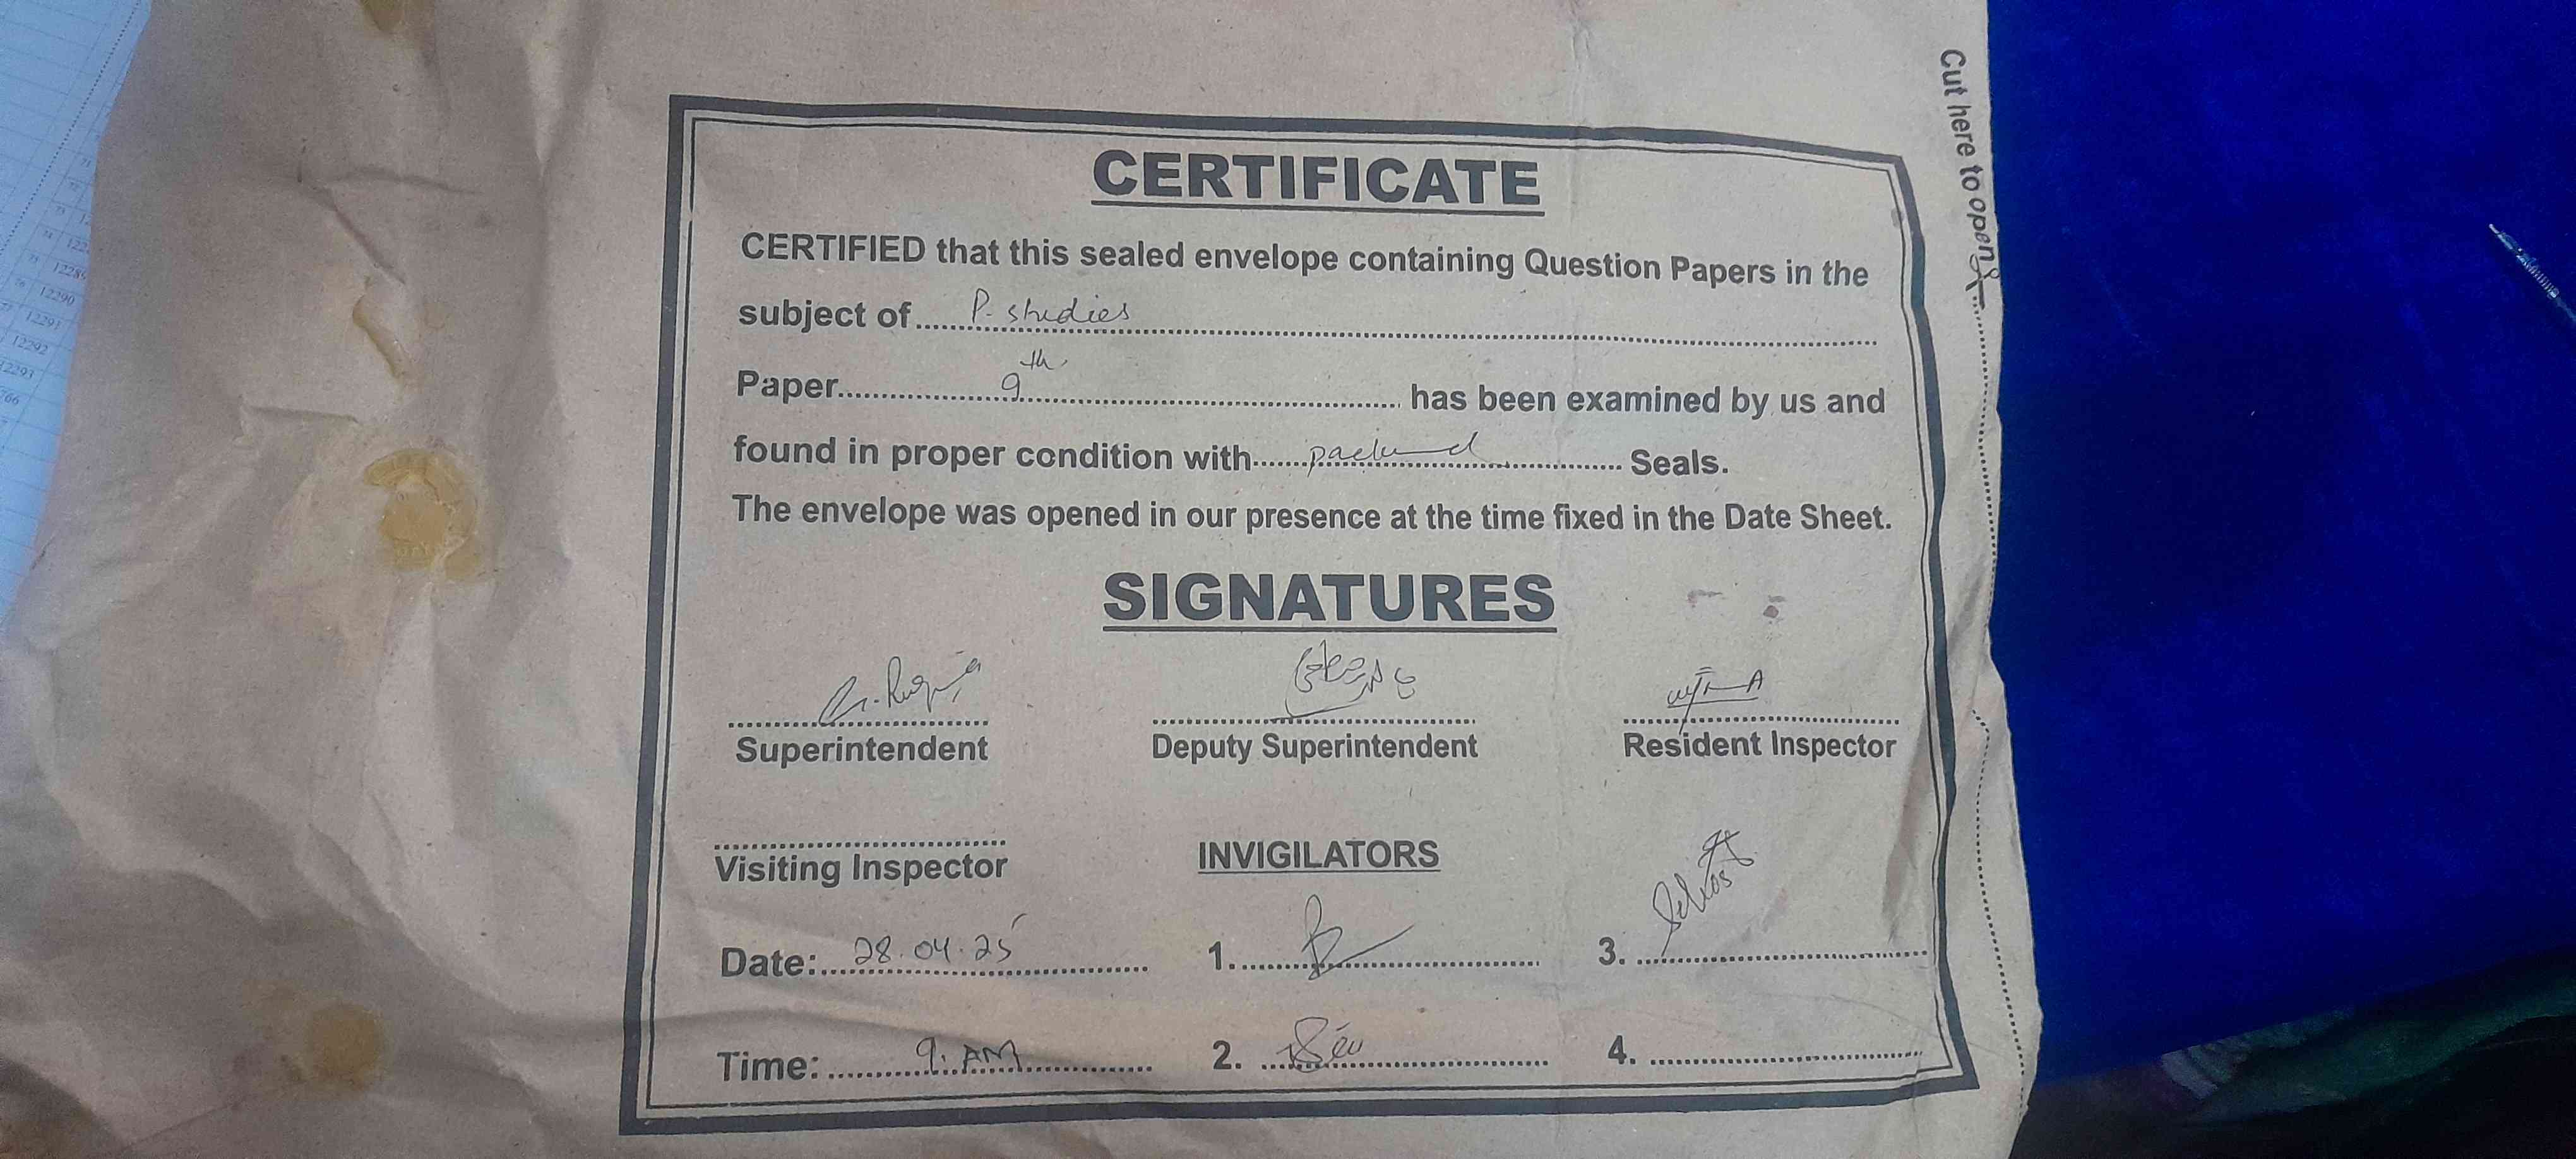 Cut here to open
CERTIFICATE
CERTIFIED that this sealed envelope containing Question Papers in the
subject of P. studies
Paper 9th has been examined by us and
found in proper condition with packed Seals.
The envelope was opened in our presence at the time fixed in the Date Sheet.
SIGNATURES
Superintendent Deputy Superintendent Resident Inspector
Visiting Inspector INVIGILATORS
Date: 28.04.25 1. 3.
Time: 9. AM 2. 4.
12290
12291
12292